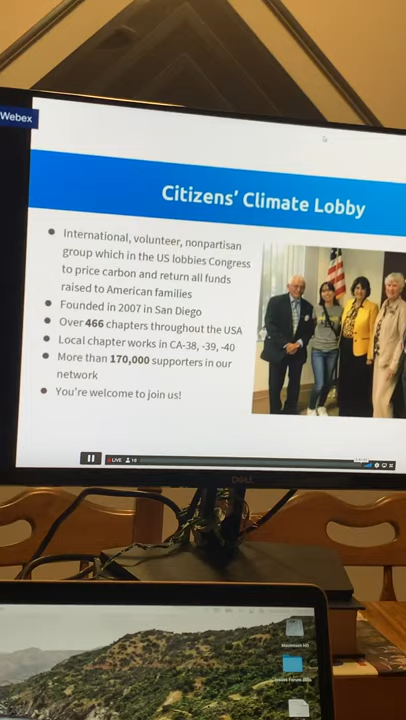 Webex
Citizens' Climate Lobby
International, volunteer, nonpartisan
group which in the US lobbies Congress
to price carbon and return all funds
raised to American families
Founded in 2007 in San Diego
Over 466 chapters throughout the USA
Local chapter works in CA-38, -39, -40
More than 170,000 supporters in our
network
You're welcome to join us!
LIVE
DELL
Macintosh HD